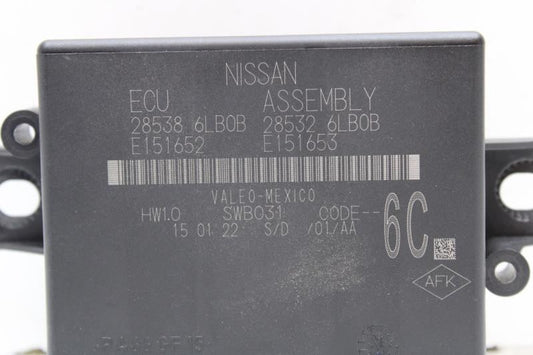 NISSAN
ECU ASSEMBLY
28538 6LB0B 28532 6LB0B
E151652 E151653
VALEO-MEXICO
HW1.0 SWB031 CODE-- 6C
15 01 22 S/D /01/AA
AFK